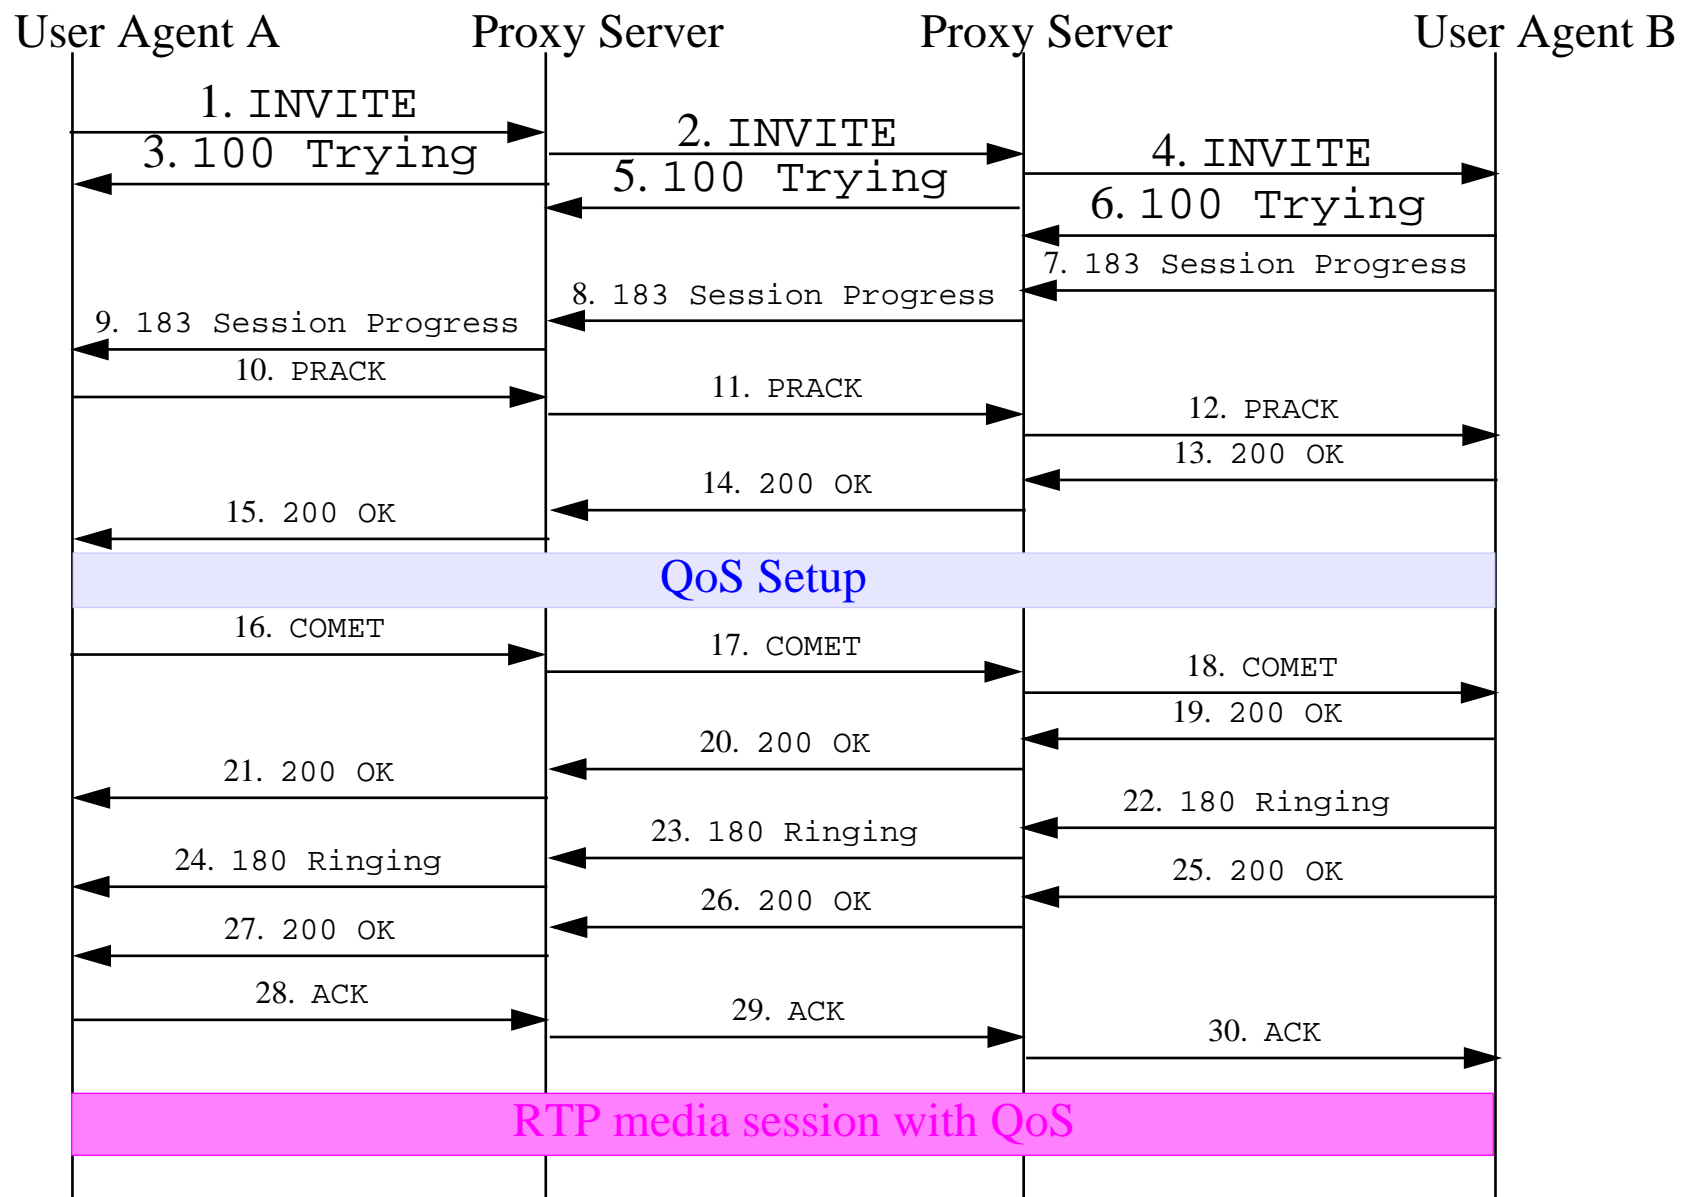 User Agent A
Proxy Server
Proxy Server
User Agent B
1. INVITE
2. INVITE
3. 100 Trying
4. INVITE
5. 100 Trying
6. 100 Trying
7. 183 Session Progress
8. 183 Session Progress
9. 183 Session Progress
10. PRACK
11. PRACK
12. PRACK
13. 200 OK
14. 200 OK
15. 200 OK
QoS Setup
16. COMET
17. COMET
18. COMET
19. 200 OK
20. 200 OK
21. 200 OK
22. 180 Ringing
23. 180 Ringing
24. 180 Ringing
25. 200 OK
26. 200 OK
27. 200 OK
28. ACK
29. ACK
30. ACK
RTP media session with QoS